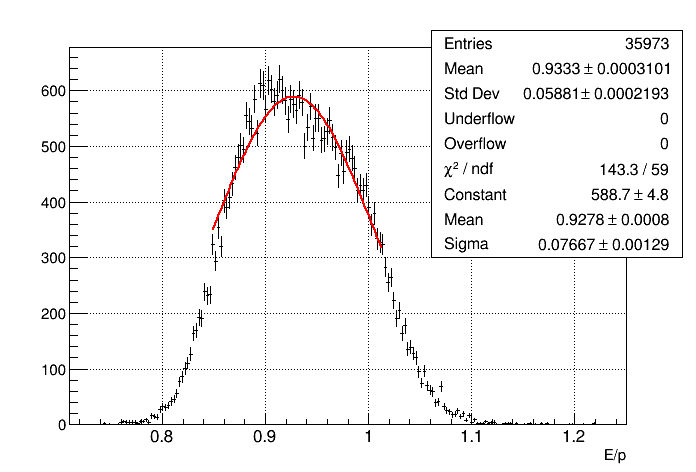 Entries 35973
Mean 0.9333 ± 0.0003101
Std Dev 0.05881 ± 0.0002193
Underflow 0
Overflow 0
χ² / ndf 143.3 / 59
Constant 588.7 ± 4.8
Mean 0.9278 ± 0.0008
Sigma 0.07667 ± 0.00129
600
500
400
300
200
100
0
0.8 0.9 1 1.1 1.2
E/p